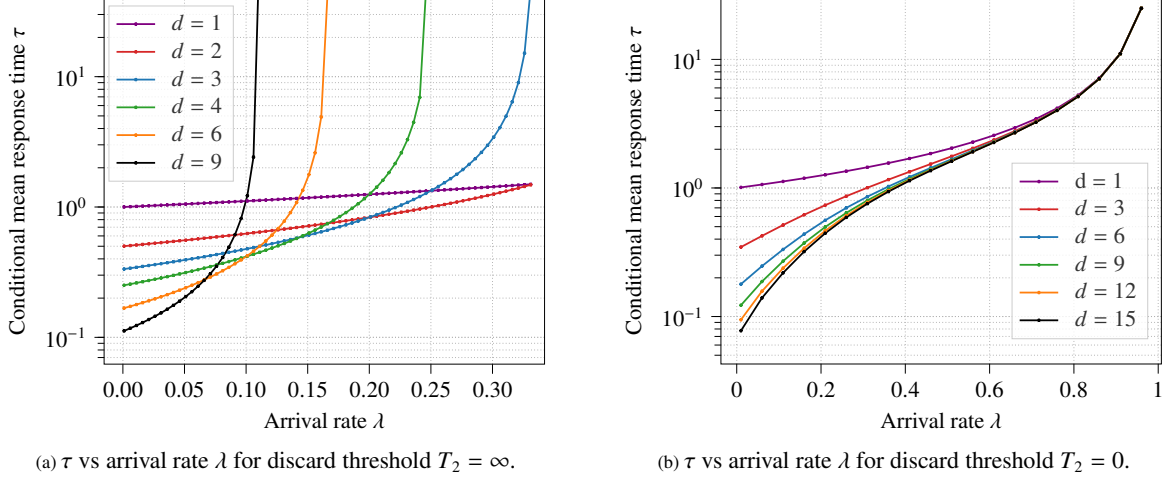 Conditional mean response time τ
10¹
10⁰
10⁻¹
d = 1
d = 2
d = 3
d = 4
d = 6
d = 9
0.00 0.05 0.10 0.15 0.20 0.25 0.30
Arrival rate λ
(a) τ vs arrival rate λ for discard threshold T₂ = ∞.
Conditional mean response time τ
10¹
10⁰
10⁻¹
d = 1
d = 3
d = 6
d = 9
d = 12
d = 15
0 0.2 0.4 0.6 0.8 1
Arrival rate λ
(b) τ vs arrival rate λ for discard threshold T₂ = 0.